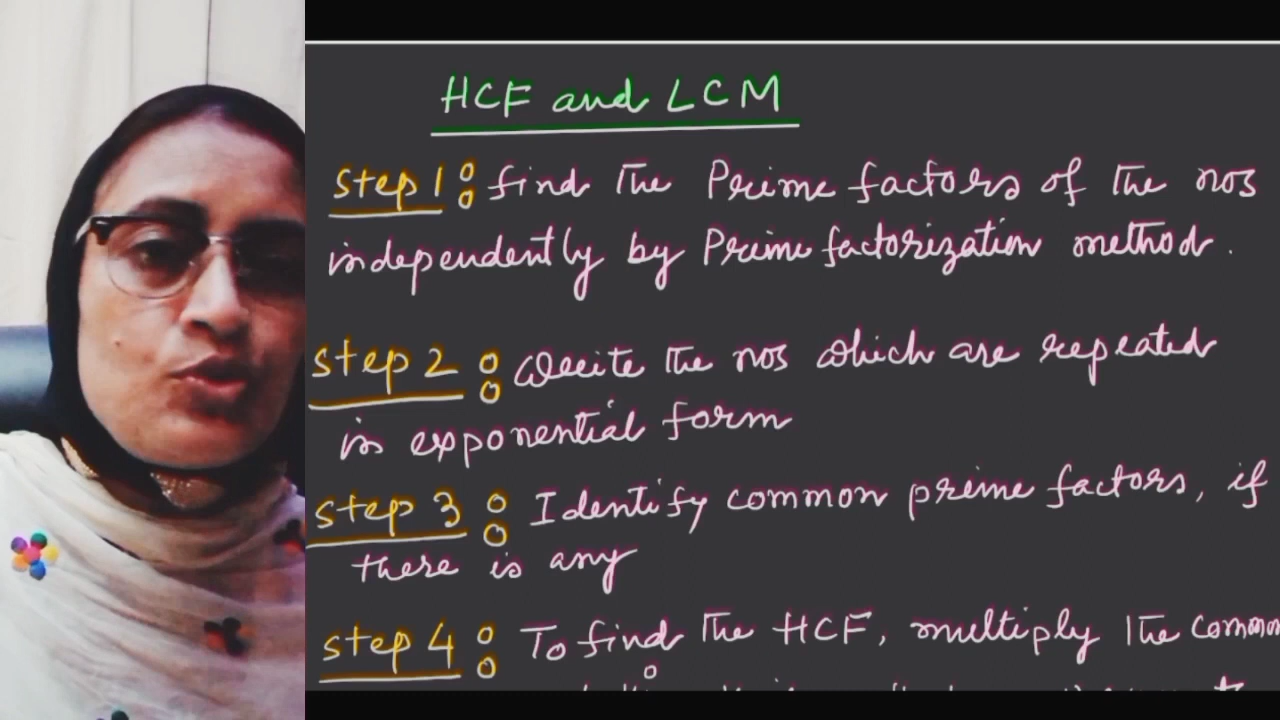 HCF and LCM
Step 1: find the Prime factors of the nos
independently by Prime factorization method.
Step 2: Write the nos which are repeated
in exponential form
Step 3: Identify common prime factors, if
there is any
Step 4: To find the HCF, multiply the common